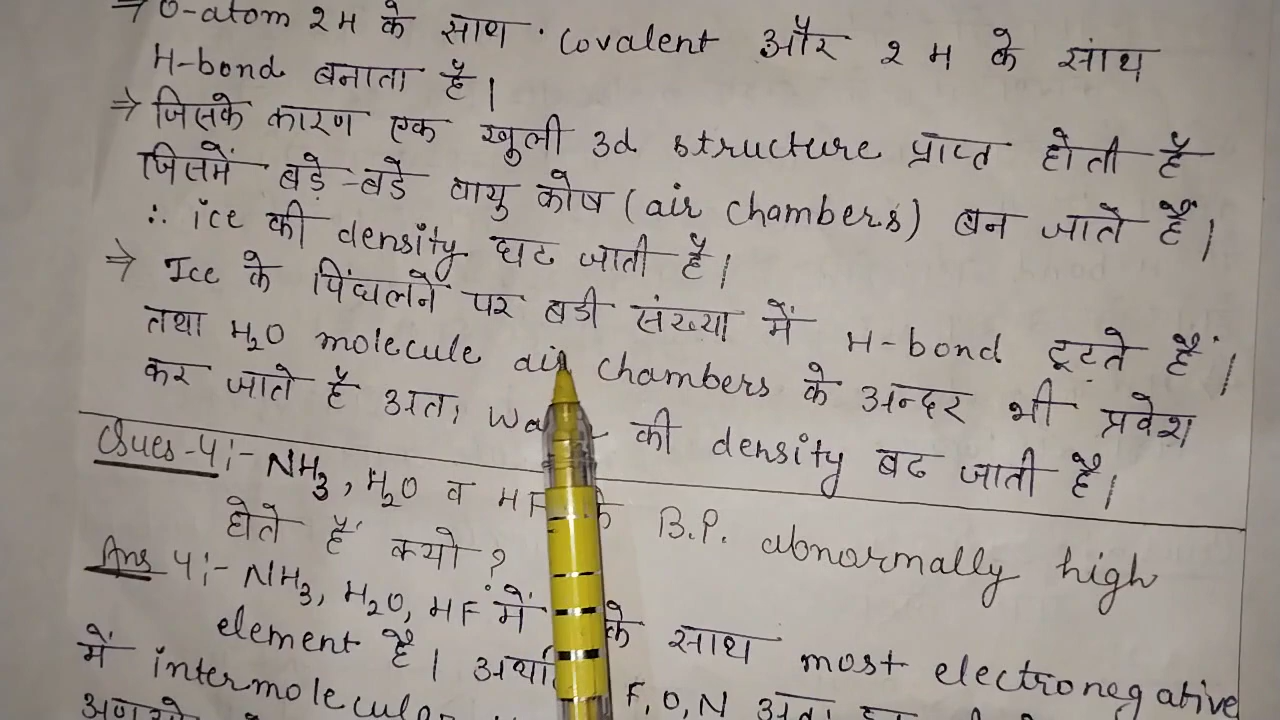 ⇒ O-atom 2H के साथ . Covalent और 2 H के साथ
H-bond बनाता है।
⇒ जिसके कारण एक खुली 3d structure प्राप्त होती है
जिसमें बड़े-बडे वायु कोष (air chambers) बन जाते हैं।
∴ ice की density घट जाती है।
⇒ Ice के पिंघलने पर बडी संख्या में H-bond टूटते हैं।
तथा H₂O molecule air chambers के अन्दर भी प्रवेश
कर जाते है अतः की density बढ जाती है।
Ques-4:- NH₃, H₂O व HF B.P. abnormally high
होते हैं क्यो ?
Ans 4:- NH₃, H₂O, HF में के साथ most electronegative
element है। F, O, N अतः
में